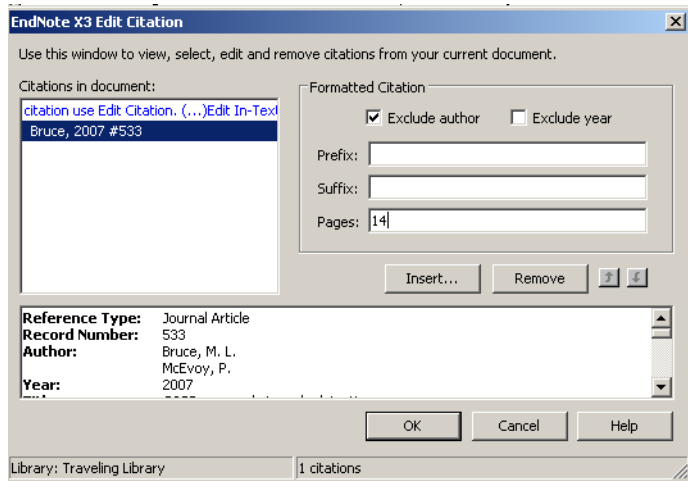 EndNote X3 Edit Citation
Use this window to view, select, edit and remove citations from your current document.
Citations in document:
citation use Edit Citation. (...)Edit In-Text
Bruce, 2007 #533
Formatted Citation
Exclude author Exclude year
Prefix:
Suffix:
Pages: 14
Insert... Remove
Reference Type: Journal Article
Record Number: 533
Author: Bruce, M. L.
McEvoy, P.
Year: 2007
OK Cancel Help
Library: Traveling Library 1 citations